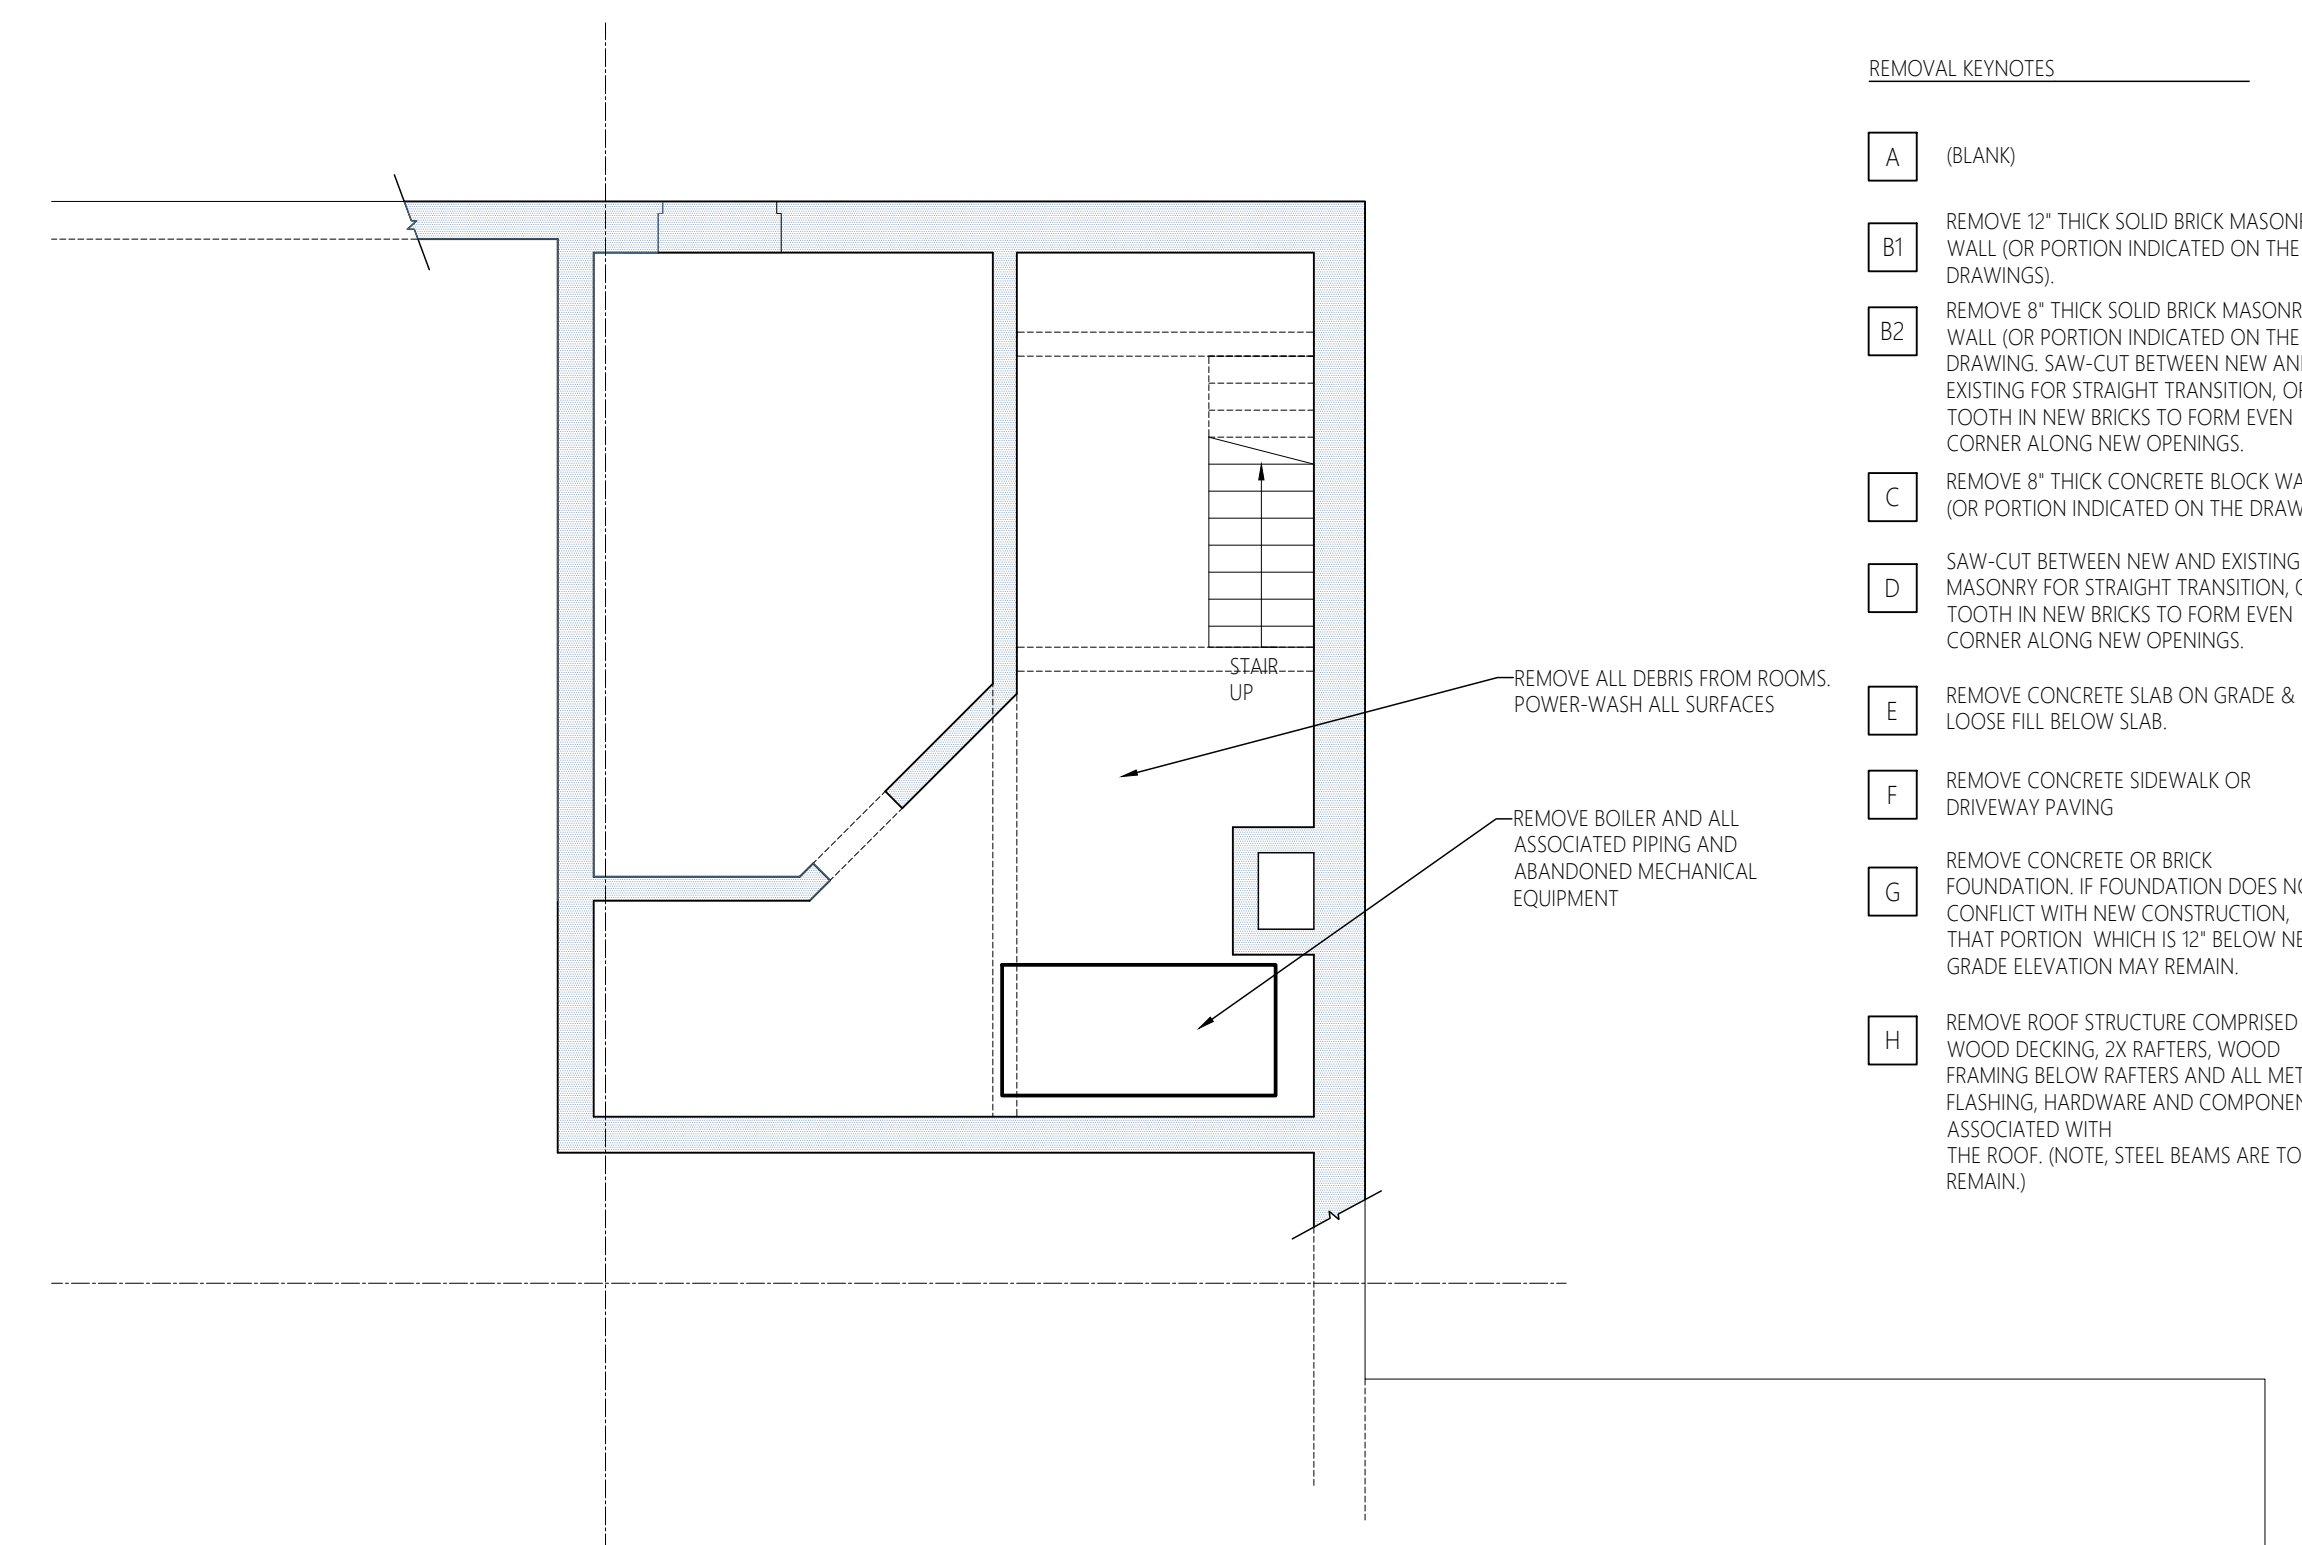 REMOVAL KEYNOTES
A
(BLANK)
B1
REMOVE 12" THICK SOLID BRICK
WALL (OR PORTION INDICATED ON THE
DRAWINGS).
B2
REMOVE 8" THICK SOLID BRICK
WALL (OR PORTION INDICATED ON THE
DRAWING. SAW-CUT BETWEEN NEW
EXISTING FOR STRAIGHT TRANSITION,
TOOTH IN NEW BRICKS TO FORM EVEN
CORNER ALONG NEW OPENINGS.
C
REMOVE 8" THICK CONCRETE BLOCK
(OR PORTION INDICATED ON THE
D
SAW-CUT BETWEEN NEW AND EXISTING
MASONRY FOR STRAIGHT TRANSITION,
TOOTH IN NEW BRICKS TO FORM EVEN
CORNER ALONG NEW OPENINGS.
E
REMOVE CONCRETE SLAB ON GRADE &
LOOSE FILL BELOW SLAB.
F
REMOVE CONCRETE SIDEWALK OR
DRIVEWAY PAVING
G
REMOVE CONCRETE OR BRICK
FOUNDATION. IF FOUNDATION DOES
CONFLICT WITH NEW CONSTRUCTION,
THAT PORTION WHICH IS 12" BELOW
GRADE ELEVATION MAY REMAIN.
H
REMOVE ROOF STRUCTURE COMPRISED
WOOD DECKING, 2X RAFTERS, WOOD
FRAMING BELOW RAFTERS AND ALL
FLASHING, HARDWARE AND
ASSOCIATED WITH
THE ROOF. (NOTE, STEEL BEAMS ARE TO
REMAIN.)
STAIR
UP
REMOVE ALL DEBRIS FROM ROOMS.
POWER-WASH ALL SURFACES
REMOVE BOILER AND ALL
ASSOCIATED PIPING AND
ABANDONED MECHANICAL
EQUIPMENT